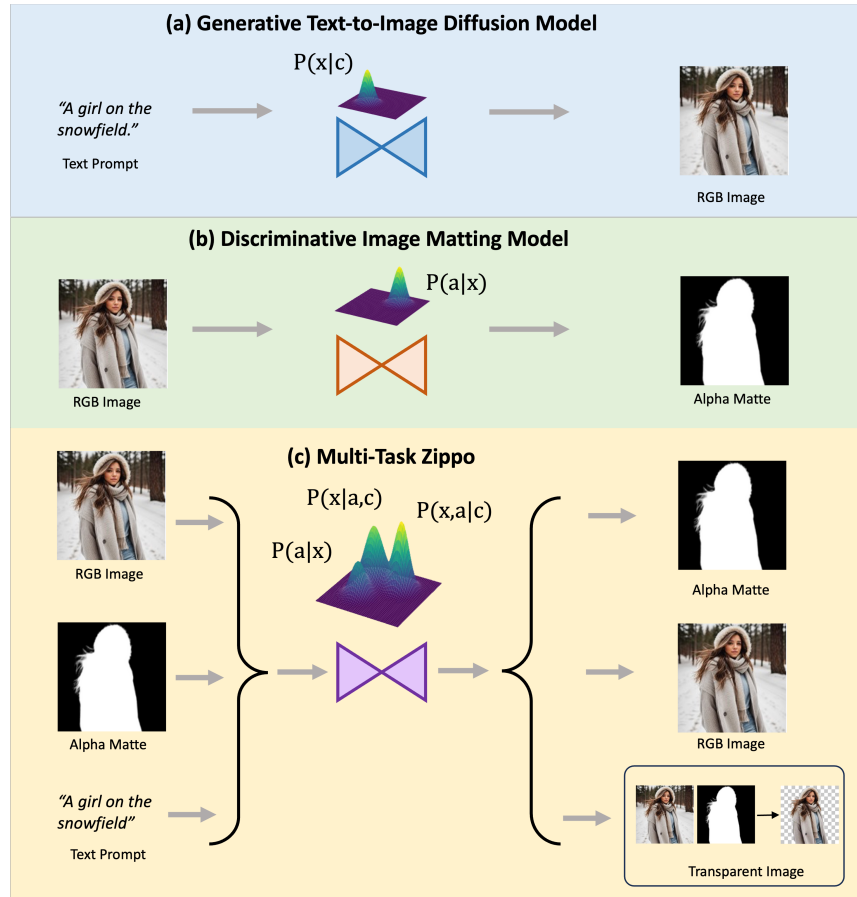 (a) Generative Text-to-Image Diffusion Model
P(x|c)
“A girl on the
snowfield.”
Text Prompt
RGB Image
(b) Discriminative Image Matting Model
P(a|x)
RGB Image
Alpha Matte
(c) Multi-Task Zippo
P(x|a,c)
P(x,a|c)
P(a|x)
RGB Image
Alpha Matte
Alpha Matte
RGB Image
“A girl on the
snowfield”
Text Prompt
Transparent Image